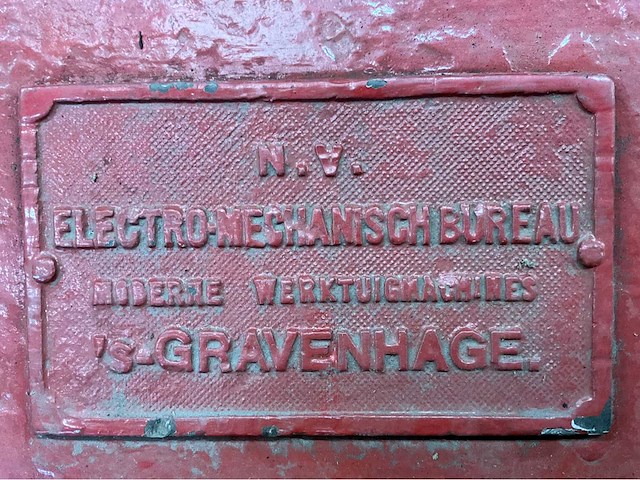 N.V.
ELECTRO-MECHANISCH BUREAU
MODERNE WERKTUIGMACHINES
's-GRAVENHAGE.